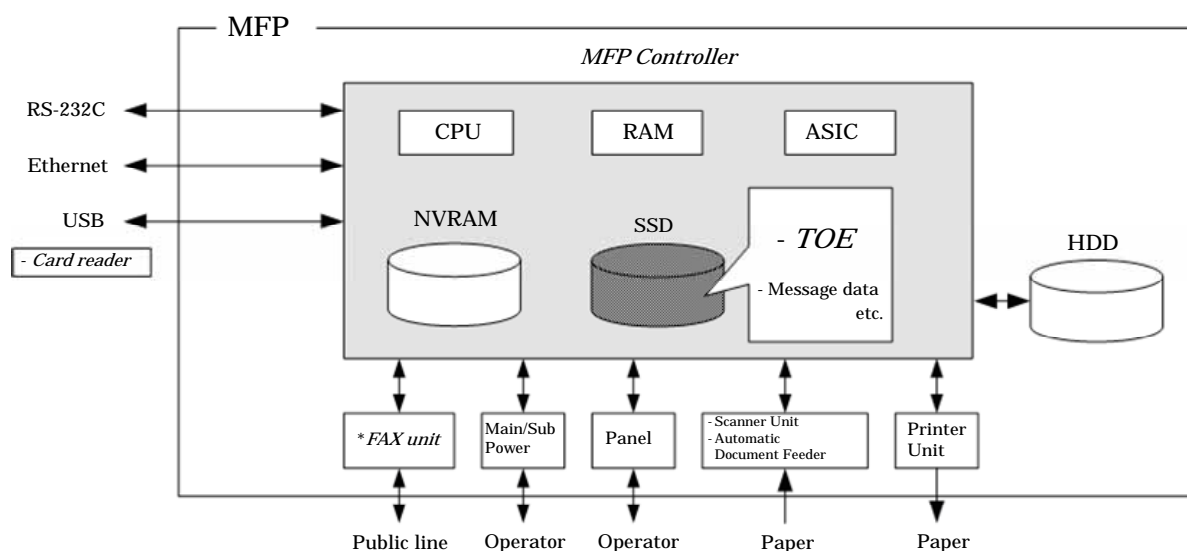 MFP
MFP Controller
RS-232C
CPU
RAM
ASIC
Ethernet
USB
NVRAM
SSD
- TOE
HDD
- Card reader
- Message data
etc.
*FAX unit
Main/Sub
Power
Panel
- Scanner Unit
- Automatic
Document Feeder
Printer
Unit
Public line
Operator
Operator
Paper
Paper